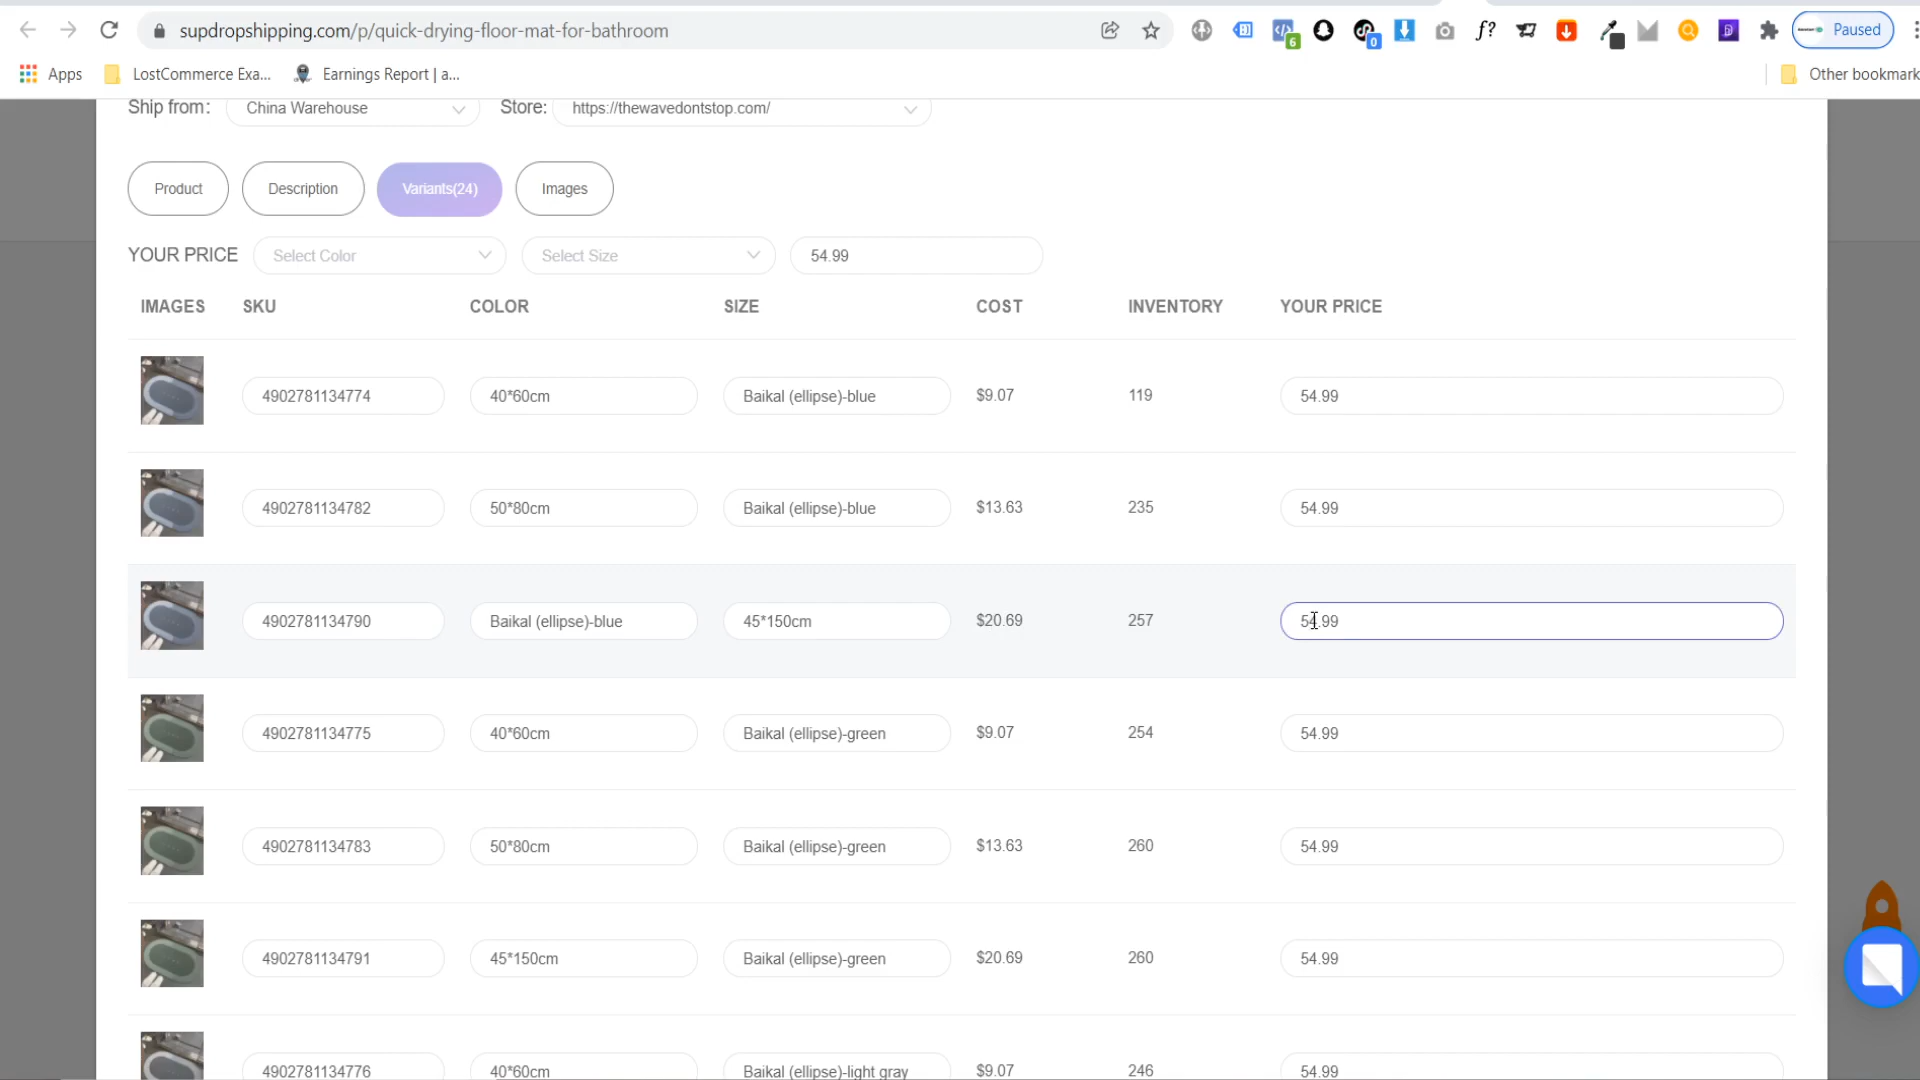 supdropshipping.com/p/quick-drying-floor-mat-for-bathroom
6
0
f?
Paused
Apps
LostCommerce Exa...
Earnings Report | a...
Other bookmark
Ship from:
China Warehouse
Store:
https://thewavedontstop.com/
Product
Description
Variants(24)
Images
YOUR PRICE
Select Color
Select Size
54.99
IMAGES SKU COLOR SIZE COST INVENTORY YOUR PRICE
4902781134774 40*60cm Baikal (ellipse)-blue $9.07 119 54.99
4902781134782 50*80cm Baikal (ellipse)-blue $13.63 235 54.99
4902781134790 Baikal (ellipse)-blue 45*150cm $20.69 257 54.99
4902781134775 40*60cm Baikal (ellipse)-green $9.07 254 54.99
4902781134783 50*80cm Baikal (ellipse)-green $13.63 260 54.99
4902781134791 45*150cm Baikal (ellipse)-green $20.69 260 54.99
4902781134776 40*60cm Baikal (ellipse)-light gray $9.07 246 54.99